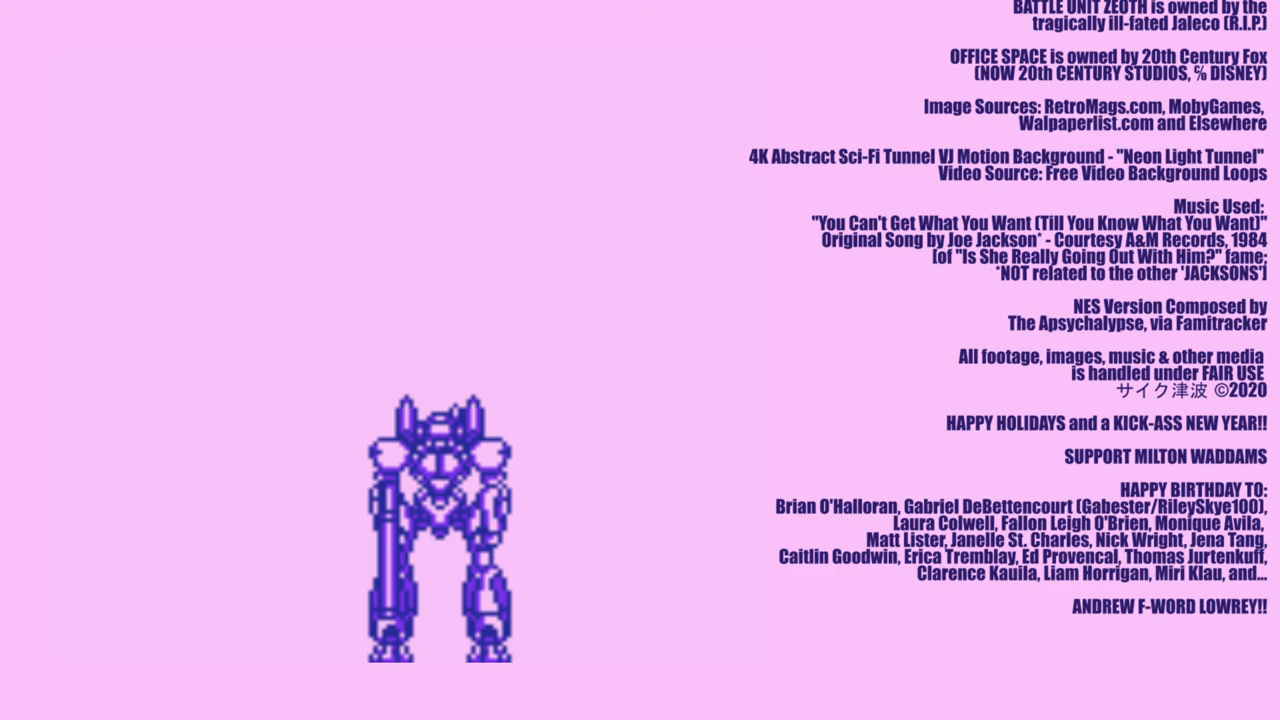 BATTLE UNIT ZEOTH is owned by the
tragically ill-fated Jaleco (R.I.P.)
OFFICE SPACE is owned by 20th Century Fox
(NOW 20th CENTURY STUDIOS, ℅ DISNEY)
Image Sources: RetroMags.com, MobyGames,
Walpaperlist.com and Elsewhere
4K Abstract Sci-Fi Tunnel VJ Motion Background - "Neon Light Tunnel"
Video Source: Free Video Background Loops
Music Used:
"You Can't Get What You Want (Till You Know What You Want)"
Original Song by Joe Jackson* - Courtesy A&M Records, 1984
[of "Is She Really Going Out With Him?" fame;
*NOT related to the other 'JACKSONS']
NES Version Composed by
The Apsychalypse, via Famitracker
All footage, images, music & other media
is handled under FAIR USE
サイク津波 ©2020
HAPPY HOLIDAYS and a KICK-ASS NEW YEAR!!
SUPPORT MILTON WADDAMS
HAPPY BIRTHDAY TO:
Brian O'Halloran, Gabriel DeBettencourt (Gabester/RileySkye100),
Laura Colwell, Fallon Leigh O'Brien, Monique Avila,
Matt Lister, Janelle St. Charles, Nick Wright, Jena Tang,
Caitlin Goodwin, Erica Tremblay, Ed Provencal, Thomas Jurtenkuff,
Clarence Kauila, Liam Horrigan, Miri Klau, and...
ANDREW F-WORD LOWREY!!